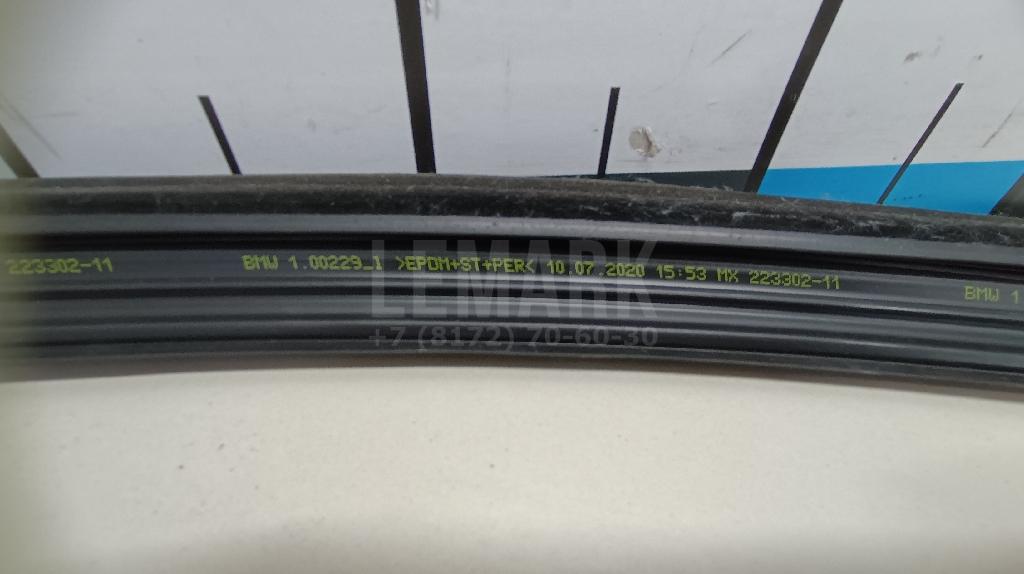 223302-11 BMW 1.00229_I >EPDM+ST+PER< 10.07.2020 15:53 MX 223302-11 BMW 1
LEMARK
+7 (8172) 70-60-30